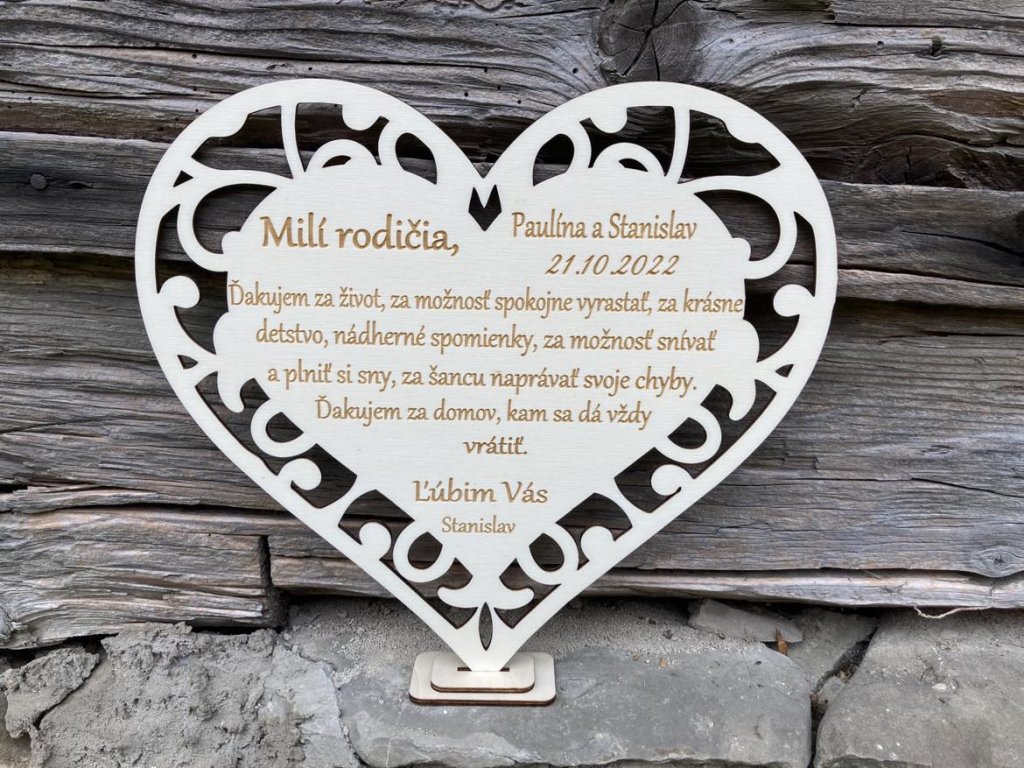 Milí rodičia,
Paulína a Stanislav
21.10.2022
Ďakujem za život, za možnosť spokojne vyrastať, za krásne
detstvo, nádherné spomienky, za možnosť snívať
a plniť si sny, za šancu naprávať svoje chyby.
Ďakujem za domov, kam sa dá vždy
vrátiť.
Ľúbim Vás
Stanislav